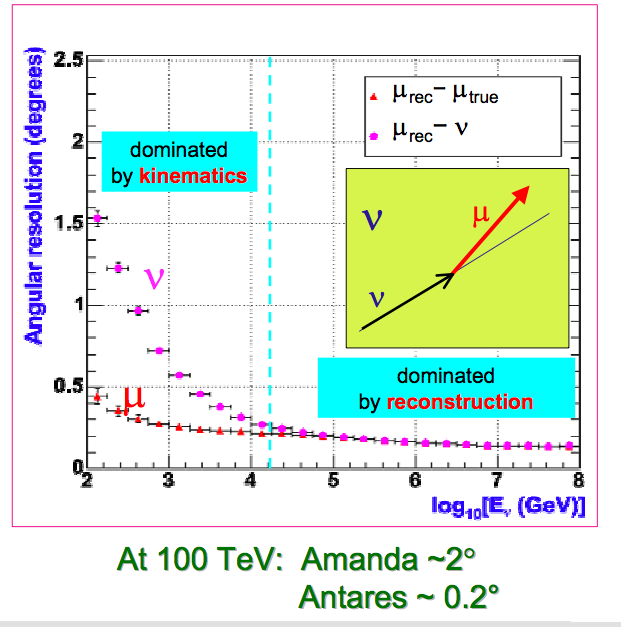 Angular resolution (degrees)
2.5
2
1.5
1
0.5
0
2 3 4 5 6 7 8
log₁₀[Eᵥ (GeV)]
μrec- μtrue
μrec- ν
dominated
by kinematics
ν
μ
ν
μ
ν
dominated
by reconstruction
At 100 TeV: Amanda ~2°
Antares ~ 0.2°